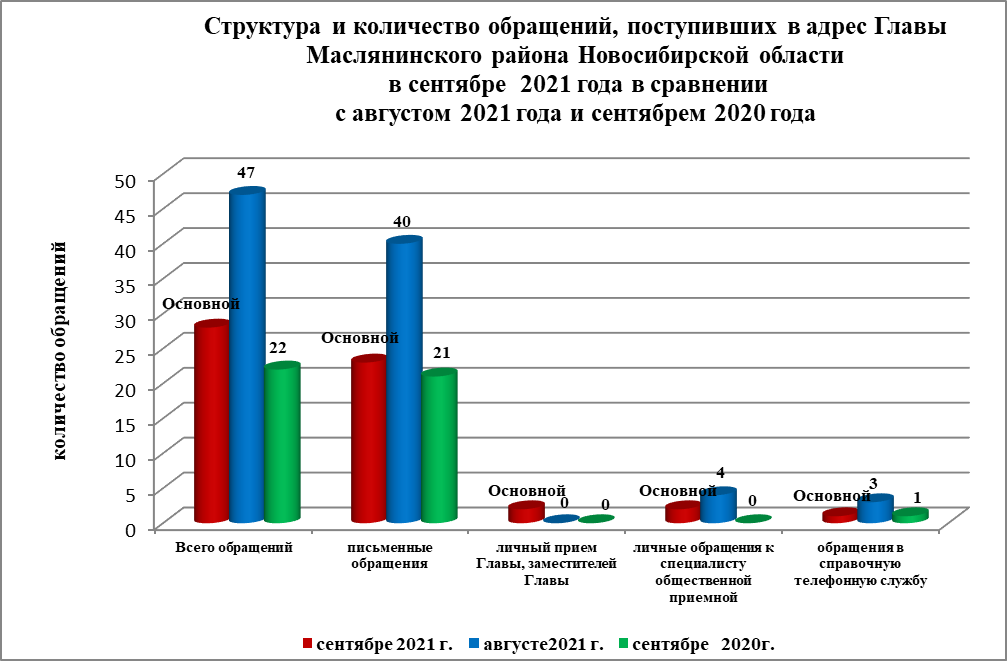 Структура и количество обращений, поступивших в адрес Главы
Маслянинского района Новосибирской области
в сентябре 2021 года в сравнении
с августом 2021 года и сентябрем 2020 года
количество обращений
50
45
40
35
30
25
20
15
10
5
0
Основной
47
22
Основной
40
21
Основной
0
0
Основной
4
0
Основной
3
1
Всего обращений
письменные
обращения
личный прием
Главы, заместителей
Главы
личные обращения к
специалисту
общественной
приемной
обращения в
справочную
телефонную службу
сентябре 2021 г.
августе2021 г.
сентябре 2020г.